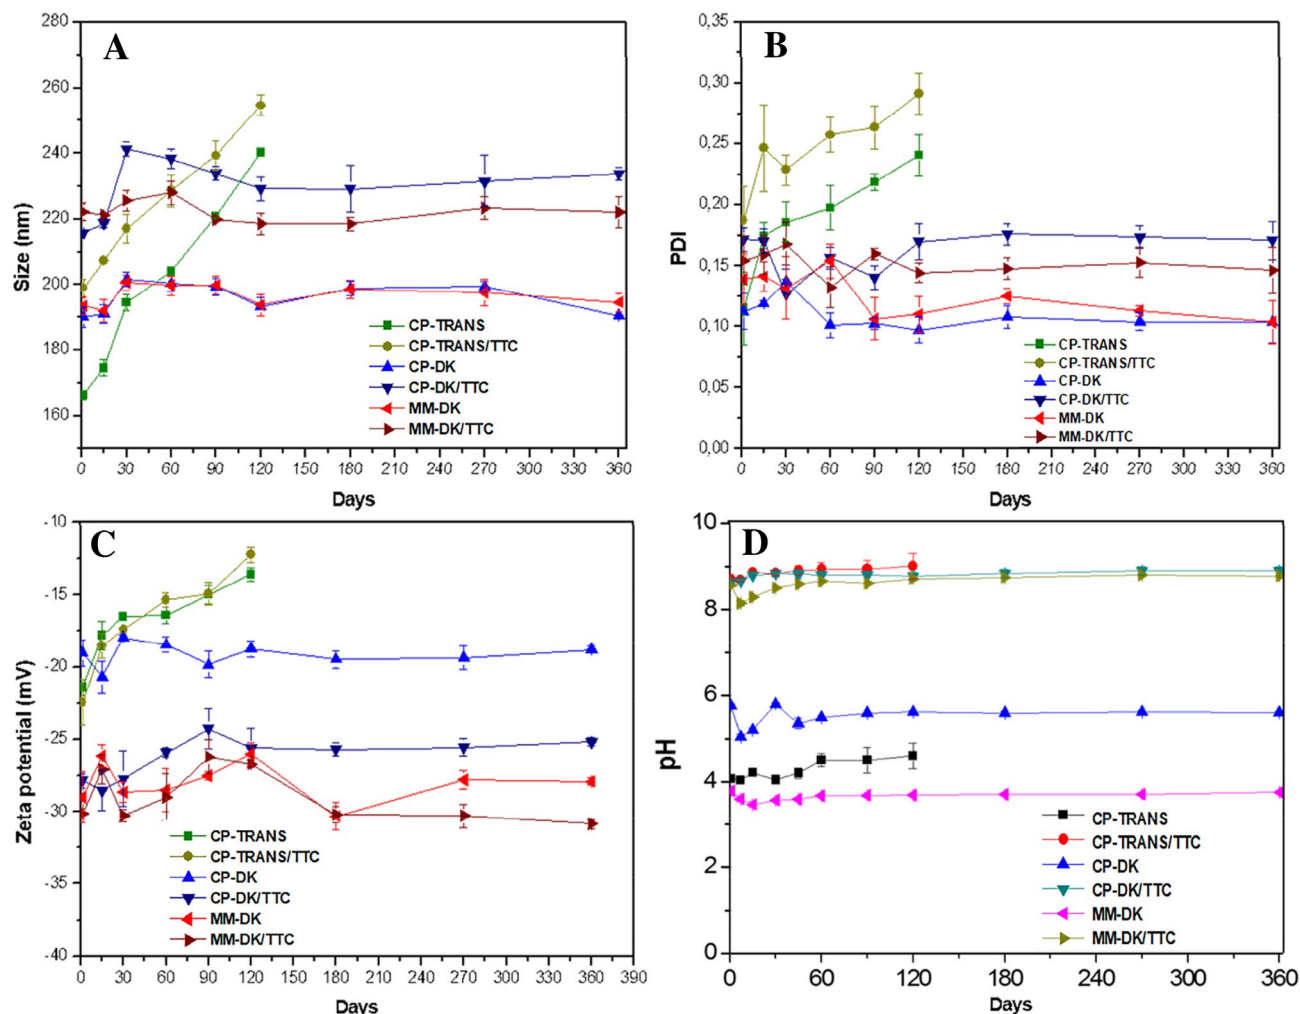 A
Size (nm)
280
260
240
220
200
180
160
CP-TRANS
CP-TRANS/TTC
CP-DK
CP-DK/TTC
MM-DK
MM-DK/TTC
0 30 60 90 120 150 180 210 240 270 300 330 360
Days
B
PDI
0,35
0,30
0,25
0,20
0,15
0,10
0,05
0,00
CP-TRANS
CP-TRANS/TTC
CP-DK
CP-DK/TTC
MM-DK
MM-DK/TTC
0 30 60 90 120 150 180 210 240 270 300 330 360
Days
C
Zeta potential (mV)
-10
-15
-20
-25
-30
-35
-40
CP-TRANS
CP-TRANS/TTC
CP-DK
CP-DK/TTC
MM-DK
MM-DK/TTC
0 30 60 90 120 150 180 210 240 270 300 330 360 390
Days
D
pH
10
8
6
4
2
0
CP-TRANS
CP-TRANS/TTC
CP-DK
CP-DK/TTC
MM-DK
MM-DK/TTC
0 60 120 180 240 300 360
Days